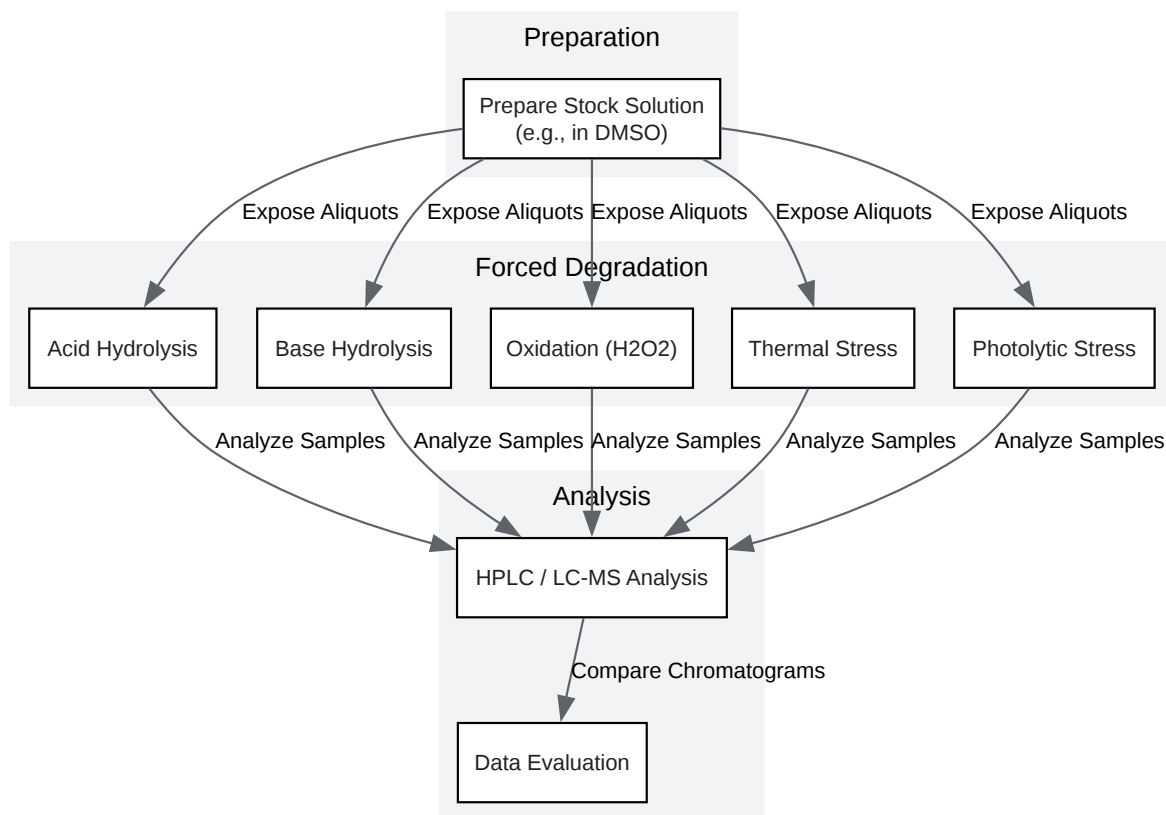 Preparation
Prepare Stock Solution
(e.g., in DMSO)
Expose Aliquots
Expose Aliquots
Expose Aliquots
Expose Aliquots
Expose Aliquots
Forced Degradation
Acid Hydrolysis
Base Hydrolysis
Oxidation (H2O2)
Thermal Stress
Photolytic Stress
Analyze Samples
Analyze Samples
Analyze Samples
Analyze Samples
Analyze Samples
Analysis
HPLC / LC-MS Analysis
Compare Chromatograms
Data Evaluation